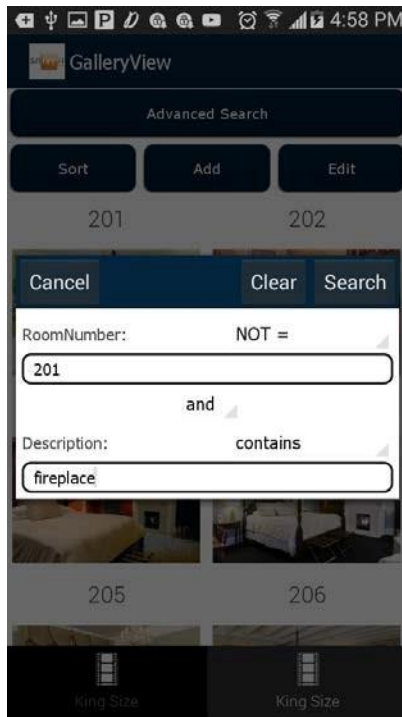 4:58 PM
GalleryView
Advanced Search
Sort Add Edit
201 202
Cancel Clear Search
RoomNumber: NOT =
201
and
Description: contains
fireplace
205 206
King Size King Size